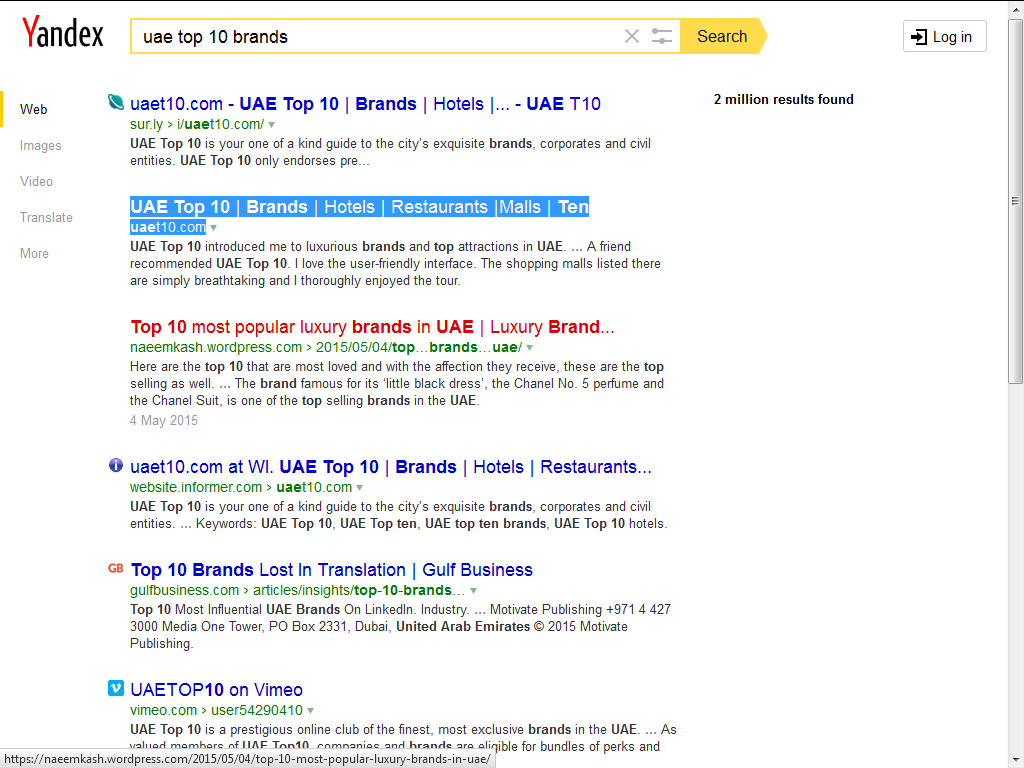 Yandex
uae top 10 brands
Search
Log in
Web
Images
Video
Translate
More
2 million results found
uaet10.com - UAE Top 10 | Brands | Hotels |... - UAE T10
sur.ly › i/uaet10.com/
UAE Top 10 is your one of a kind guide to the city's exquisite brands, corporates and civil
entities. UAE Top 10 only endorses pre...
UAE Top 10 | Brands | Hotels | Restaurants |Malls | Ten
uaet10.com
UAE Top 10 introduced me to luxurious brands and top attractions in UAE. ... A friend
recommended UAE Top 10. I love the user-friendly interface. The shopping malls listed there
are simply breathtaking and I thoroughly enjoyed the tour.
Top 10 most popular luxury brands in UAE | Luxury Brand...
naeemkash.wordpress.com › 2015/05/04/top...brands...uae/
Here are the top 10 that are most loved and with the affection they receive, these are the top
selling as well. ... The brand famous for its 'little black dress', the Chanel No. 5 perfume and
the Chanel Suit, is one of the top selling brands in the UAE.
4 May 2015
uaet10.com at WI. UAE Top 10 | Brands | Hotels | Restaurants...
website.informer.com › uaet10.com
UAE Top 10 is your one of a kind guide to the city's exquisite brands, corporates and civil
entities. ... Keywords: UAE Top 10, UAE Top ten, UAE top ten brands, UAE Top 10 hotels.
GB
Top 10 Brands Lost In Translation | Gulf Business
gulfbusiness.com › articles/insights/top-10-brands...
Top 10 Most Influential UAE Brands On LinkedIn. Industry. ... Motivate Publishing +971 4 427
3000 Media One Tower, PO Box 2331, Dubai, United Arab Emirates © 2015 Motivate
Publishing.
UAETOP10 on Vimeo
vimeo.com › user54290410
UAE Top 10 is a prestigious online club of the finest, most exclusive brands in the UAE. ... As
valued members of UAE Top10, companies and brands are eligible for bundles of perks and
https://naeemkash.wordpress.com/2015/05/04/top-10-most-popular-luxury-brands-in-uae/